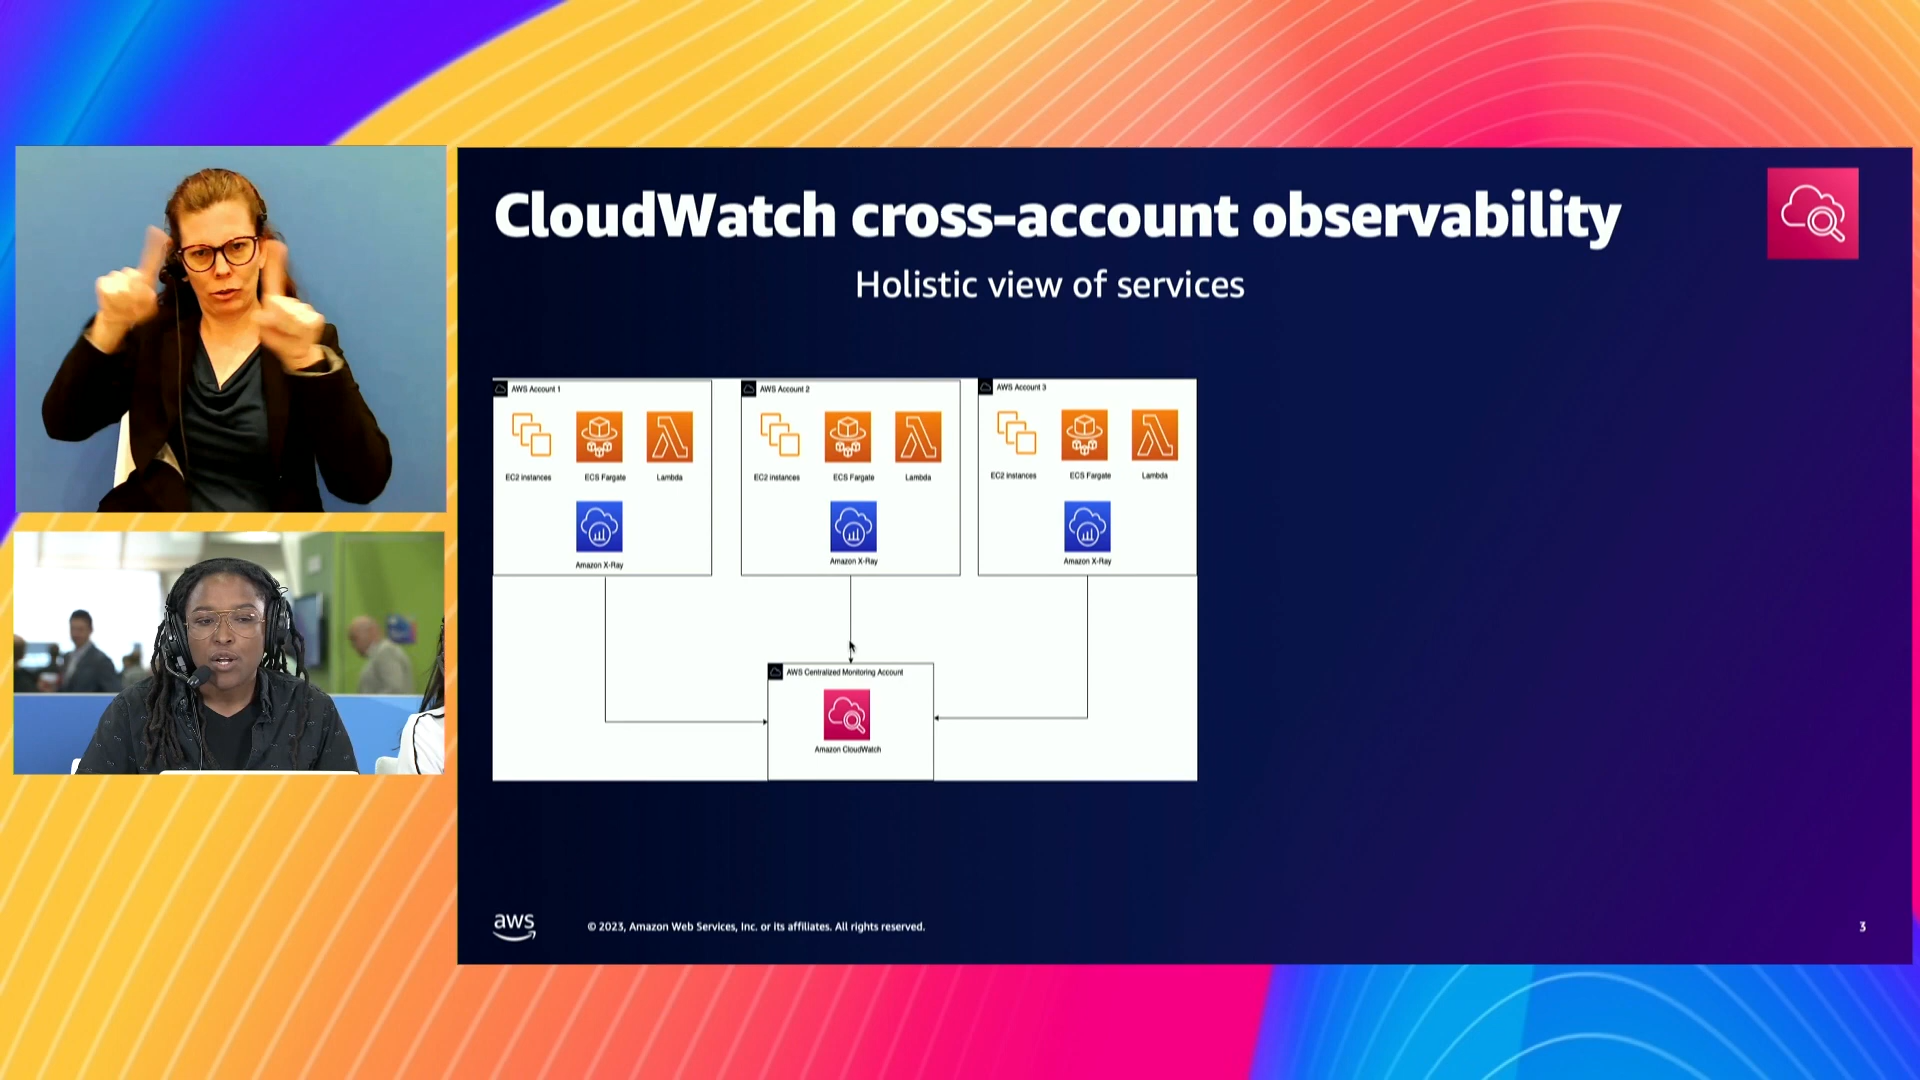 CloudWatch cross-account observability
Holistic view of services
AWS Account 1
EC2 instances
ECS Fargate
Lambda
Amazon X-Ray
AWS Account 2
EC2 instances
ECS Fargate
Lambda
Amazon X-Ray
AWS Account 3
EC2 instances
ECS Fargate
Lambda
Amazon X-Ray
AWS Centralized Monitoring Account
Amazon CloudWatch
aws
© 2023, Amazon Web Services, Inc. or its affiliates. All rights reserved.
3